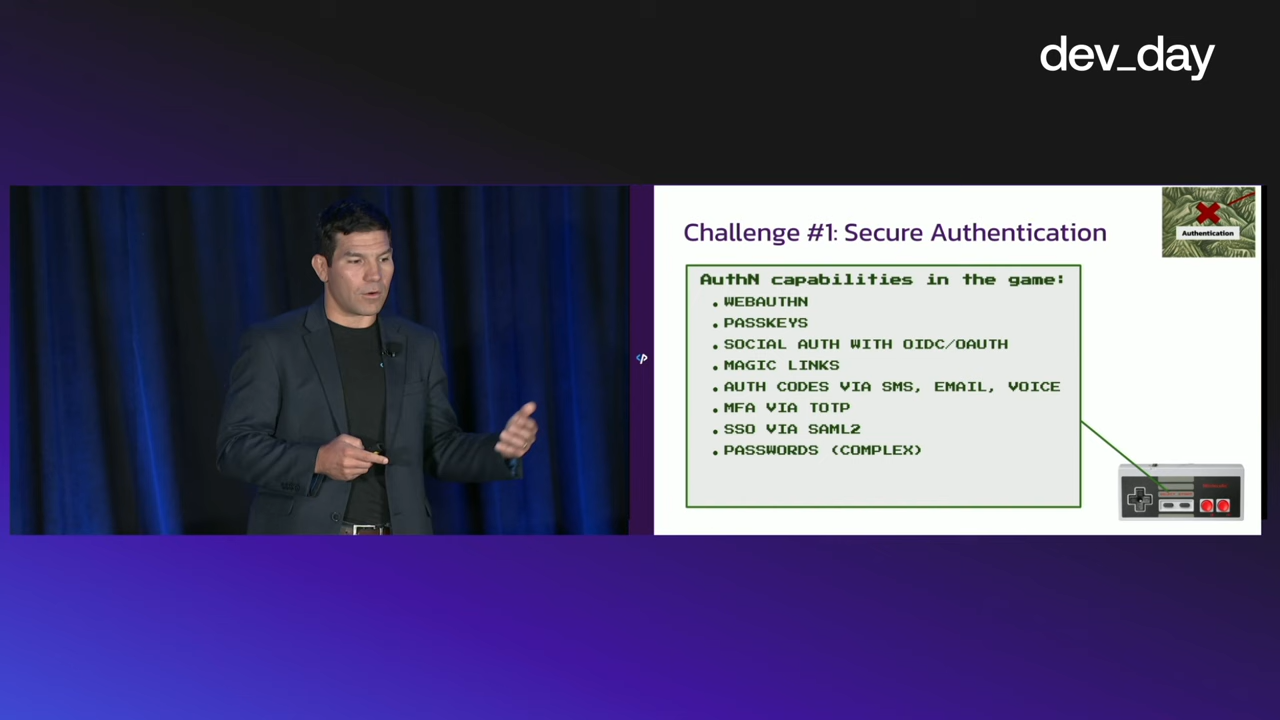 dev_day
Challenge #1: Secure Authentication
Authentication
AuthN capabilities in the game:
• WEBAUTHN
• PASSKEYS
• SOCIAL AUTH WITH OIDC/OAUTH
• MAGIC LINKS
• AUTH CODES VIA SMS, EMAIL, VOICE
• MFA VIA TOTP
• SSO VIA SAML2
• PASSWORDS (COMPLEX)
Nintendo